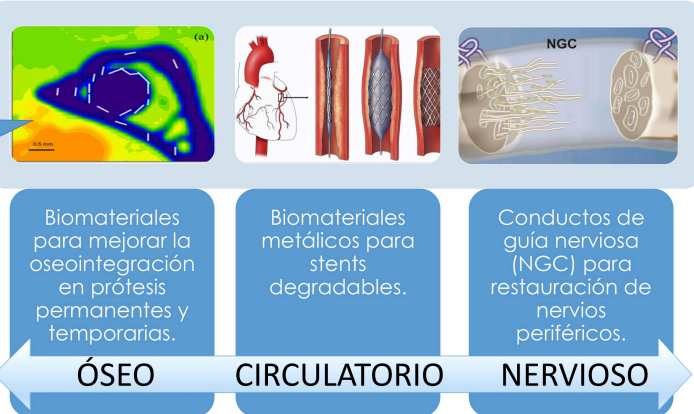 (a)
0.5 mm
NGC
Biomateriales
para mejorar la
oseointegración
en prótesis
permanentes y
temporarias.
Biomateriales
metálicos para
stents
degradables.
Conductos de
guía nerviosa
(NGC) para
restauración de
nervios
periféricos.
ÓSEO
CIRCULATORIO
NERVIOSO